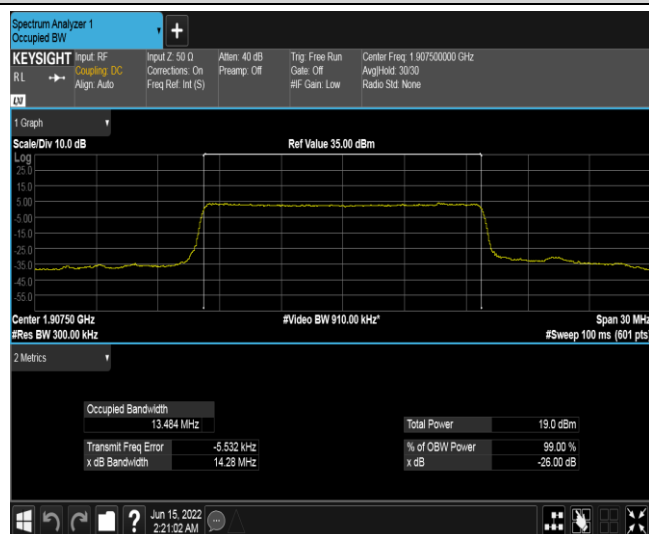 Spectrum Analyzer 1
Occupied BW
KEYSIGHT Input: RF Input Z: 50 Ω Atten: 40 dB Trig: Free Run Center Freq: 1.907500000 GHz
RL Coupling: DC Corrections: On Preamp: Off Gate: Off Avg|Hold: 30/30
Align: Auto Freq Ref: Int (S) #IF Gain: Low Radio Std: None
LXI
1 Graph
Scale/Div 10.0 dB Ref Value 35.00 dBm
Log
25.0
15.0
5.00
-5.00
-15.0
-25.0
-35.0
-45.0
-55.0
Center 1.90750 GHz #Video BW 910.00 kHz* Span 30 MHz
#Res BW 300.00 kHz #Sweep 100 ms (601 pts)
2 Metrics
Occupied Bandwidth
13.484 MHz Total Power 19.0 dBm
Transmit Freq Error -5.532 kHz % of OBW Power 99.00 %
x dB Bandwidth 14.28 MHz x dB -26.00 dB
? Jun 15, 2022
2:21:02 AM